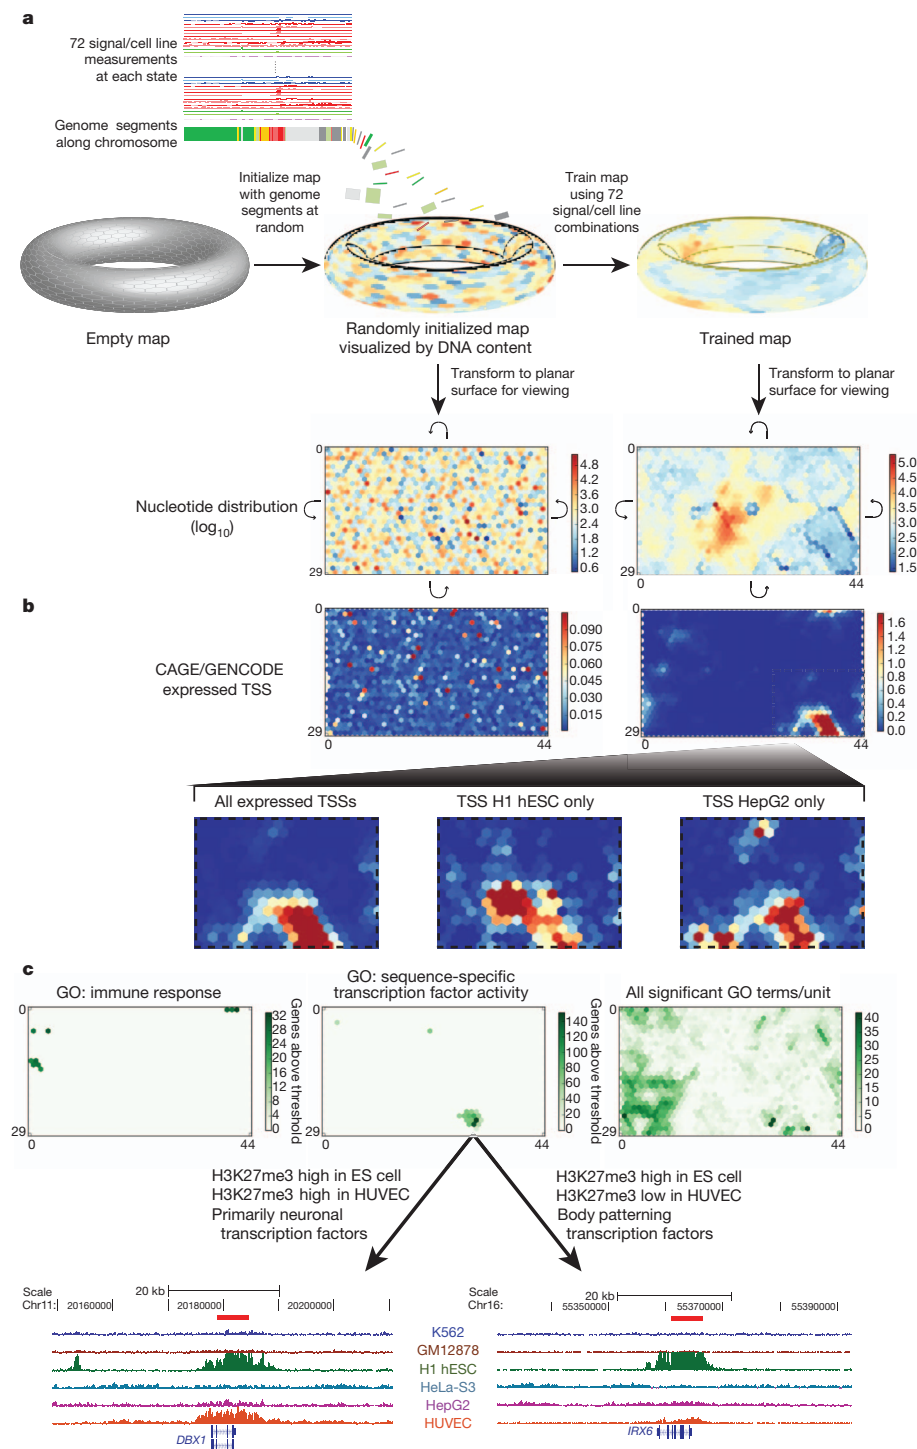 a
72 signal/cell line
measurements
at each state
Genome segments
along chromosome
Initialize map
with genome
segments at
random
Train map
using 72
signal/cell line
combinations
Empty map
Randomly initialized map
visualized by DNA content
Trained map
Transform to planar
surface for viewing
Transform to planar
surface for viewing
Nucleotide distribution
(log10)
0
29
4.8
4.2
3.6
3.0
2.4
1.8
1.2
0.6
0
29
0
44
5.0
4.5
4.0
3.5
3.0
2.5
2.0
1.5
b
CAGE/GENCODE
expressed TSS
0
29
0
44
0.090
0.075
0.060
0.045
0.030
0.015
0
29
0
44
1.6
1.4
1.2
1.0
0.8
0.6
0.4
0.2
0.0
All expressed TSSs
TSS H1 hESC only
TSS HepG2 only
c
GO: immune response
0
29
0
44
32
28
24
20
16
12
8
4
0
Genes above threshold
GO: sequence-specific
transcription factor activity
0
44
140
120
100
80
60
40
20
0
Genes above threshold
All significant GO terms/unit
0
29
0
44
40
35
30
25
20
15
10
5
0
H3K27me3 high in ES cell
H3K27me3 high in HUVEC
Primarily neuronal
transcription factors
H3K27me3 high in ES cell
H3K27me3 low in HUVEC
Body patterning
transcription factors
Scale
20 kb
Chr11:
20160000
20180000
20200000
Scale
20 kb
Chr16:
55350000
55370000
55390000
K562
GM12878
H1 hESC
HeLa-S3
HepG2
HUVEC
DBX1
IRX6